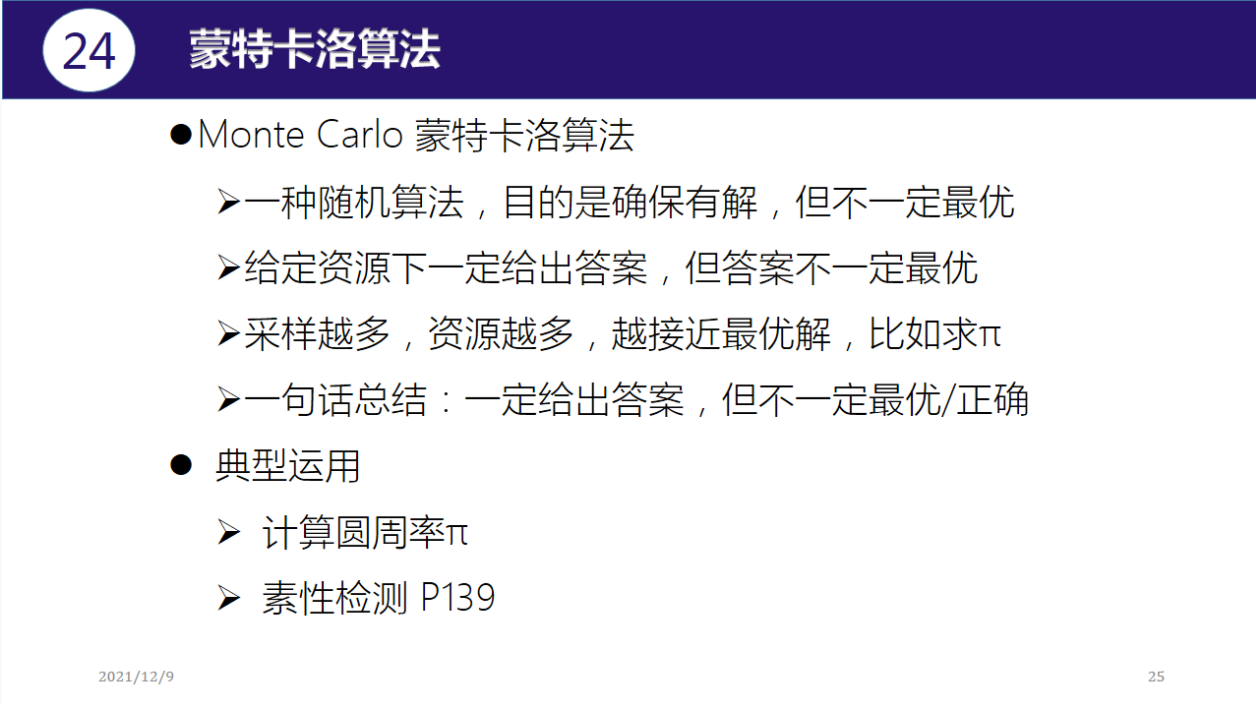 24
蒙特卡洛算法
●Monte Carlo 蒙特卡洛算法
➢一种随机算法，目的是确保有解，但不一定最优
➢给定资源下一定给出答案，但答案不一定最优
➢采样越多，资源越多，越接近最优解，比如求π
➢一句话总结：一定给出答案，但不一定最优/正确
● 典型运用
➢ 计算圆周率π
➢ 素性检测 P139
2021/12/9
25